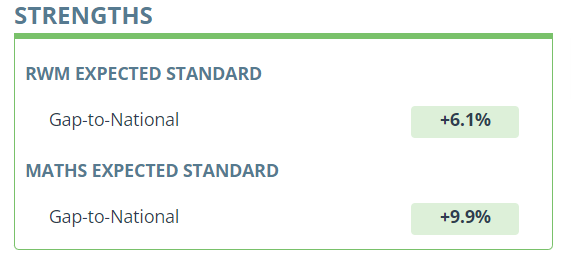 STRENGTHS
RWM EXPECTED STANDARD
Gap-to-National +6.1%
MATHS EXPECTED STANDARD
Gap-to-National +9.9%